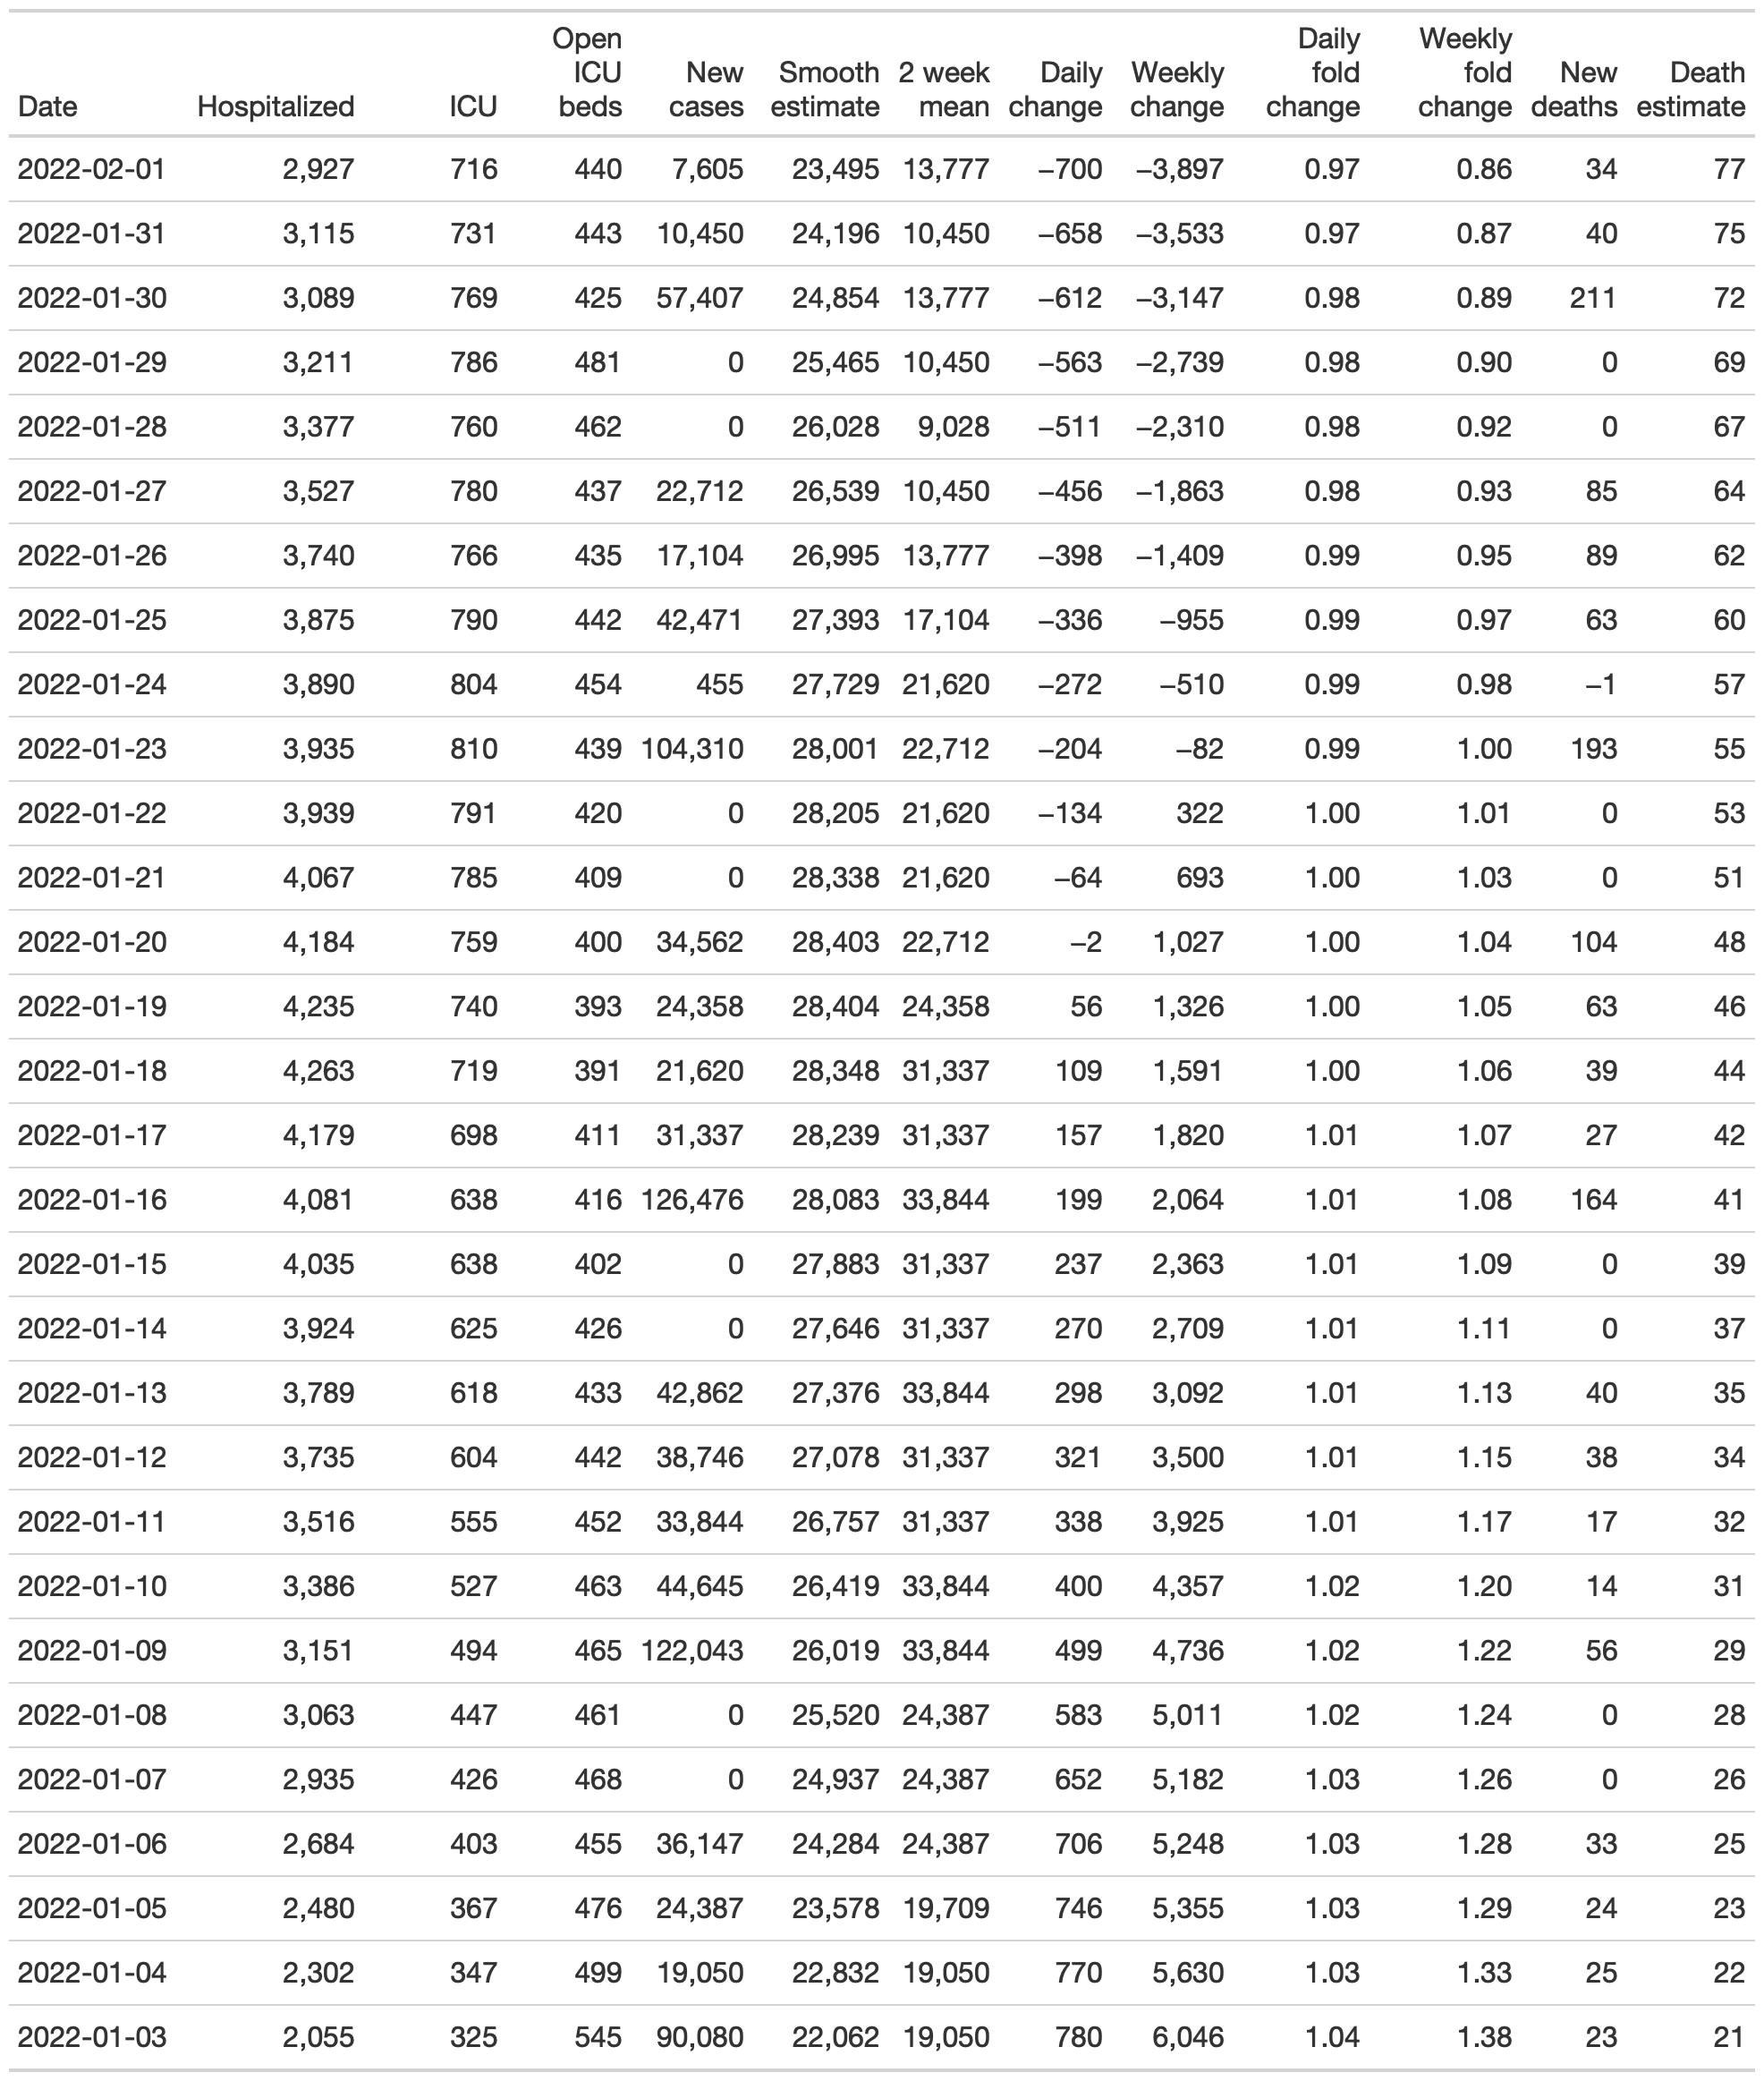 Date Hospitalized ICU Open ICU beds New cases Smooth estimate 2 week mean Daily change Weekly change Daily fold change Weekly fold change New deaths Death estimate
2022-02-01 2,927 716 440 7,605 23,495 13,777 −700 −3,897 0.97 0.86 34 77
2022-01-31 3,115 731 443 10,450 24,196 10,450 −658 −3,533 0.97 0.87 40 75
2022-01-30 3,089 769 425 57,407 24,854 13,777 −612 −3,147 0.98 0.89 211 72
2022-01-29 3,211 786 481 0 25,465 10,450 −563 −2,739 0.98 0.90 0 69
2022-01-28 3,377 760 462 0 26,028 9,028 −511 −2,310 0.98 0.92 0 67
2022-01-27 3,527 780 437 22,712 26,539 10,450 −456 −1,863 0.98 0.93 85 64
2022-01-26 3,740 766 435 17,104 26,995 13,777 −398 −1,409 0.99 0.95 89 62
2022-01-25 3,875 790 442 42,471 27,393 17,104 −336 −955 0.99 0.97 63 60
2022-01-24 3,890 804 454 455 27,729 21,620 −272 −510 0.99 0.98 −1 57
2022-01-23 3,935 810 439 104,310 28,001 22,712 −204 −82 0.99 1.00 193 55
2022-01-22 3,939 791 420 0 28,205 21,620 −134 322 1.00 1.01 0 53
2022-01-21 4,067 785 409 0 28,338 21,620 −64 693 1.00 1.03 0 51
2022-01-20 4,184 759 400 34,562 28,403 22,712 −2 1,027 1.00 1.04 104 48
2022-01-19 4,235 740 393 24,358 28,404 24,358 56 1,326 1.00 1.05 63 46
2022-01-18 4,263 719 391 21,620 28,348 31,337 109 1,591 1.00 1.06 39 44
2022-01-17 4,179 698 411 31,337 28,239 31,337 157 1,820 1.01 1.07 27 42
2022-01-16 4,081 638 416 126,476 28,083 33,844 199 2,064 1.01 1.08 164 41
2022-01-15 4,035 638 402 0 27,883 31,337 237 2,363 1.01 1.09 0 39
2022-01-14 3,924 625 426 0 27,646 31,337 270 2,709 1.01 1.11 0 37
2022-01-13 3,789 618 433 42,862 27,376 33,844 298 3,092 1.01 1.13 40 35
2022-01-12 3,735 604 442 38,746 27,078 31,337 321 3,500 1.01 1.15 38 34
2022-01-11 3,516 555 452 33,844 26,757 31,337 338 3,925 1.01 1.17 17 32
2022-01-10 3,386 527 463 44,645 26,419 33,844 400 4,357 1.02 1.20 14 31
2022-01-09 3,151 494 465 122,043 26,019 33,844 499 4,736 1.02 1.22 56 29
2022-01-08 3,063 447 461 0 25,520 24,387 583 5,011 1.02 1.24 0 28
2022-01-07 2,935 426 468 0 24,937 24,387 652 5,182 1.03 1.26 0 26
2022-01-06 2,684 403 455 36,147 24,284 24,387 706 5,248 1.03 1.28 33 25
2022-01-05 2,480 367 476 24,387 23,578 19,709 746 5,355 1.03 1.29 24 23
2022-01-04 2,302 347 499 19,050 22,832 19,050 770 5,630 1.03 1.33 25 22
2022-01-03 2,055 325 545 90,080 22,062 19,050 780 6,046 1.04 1.38 23 21